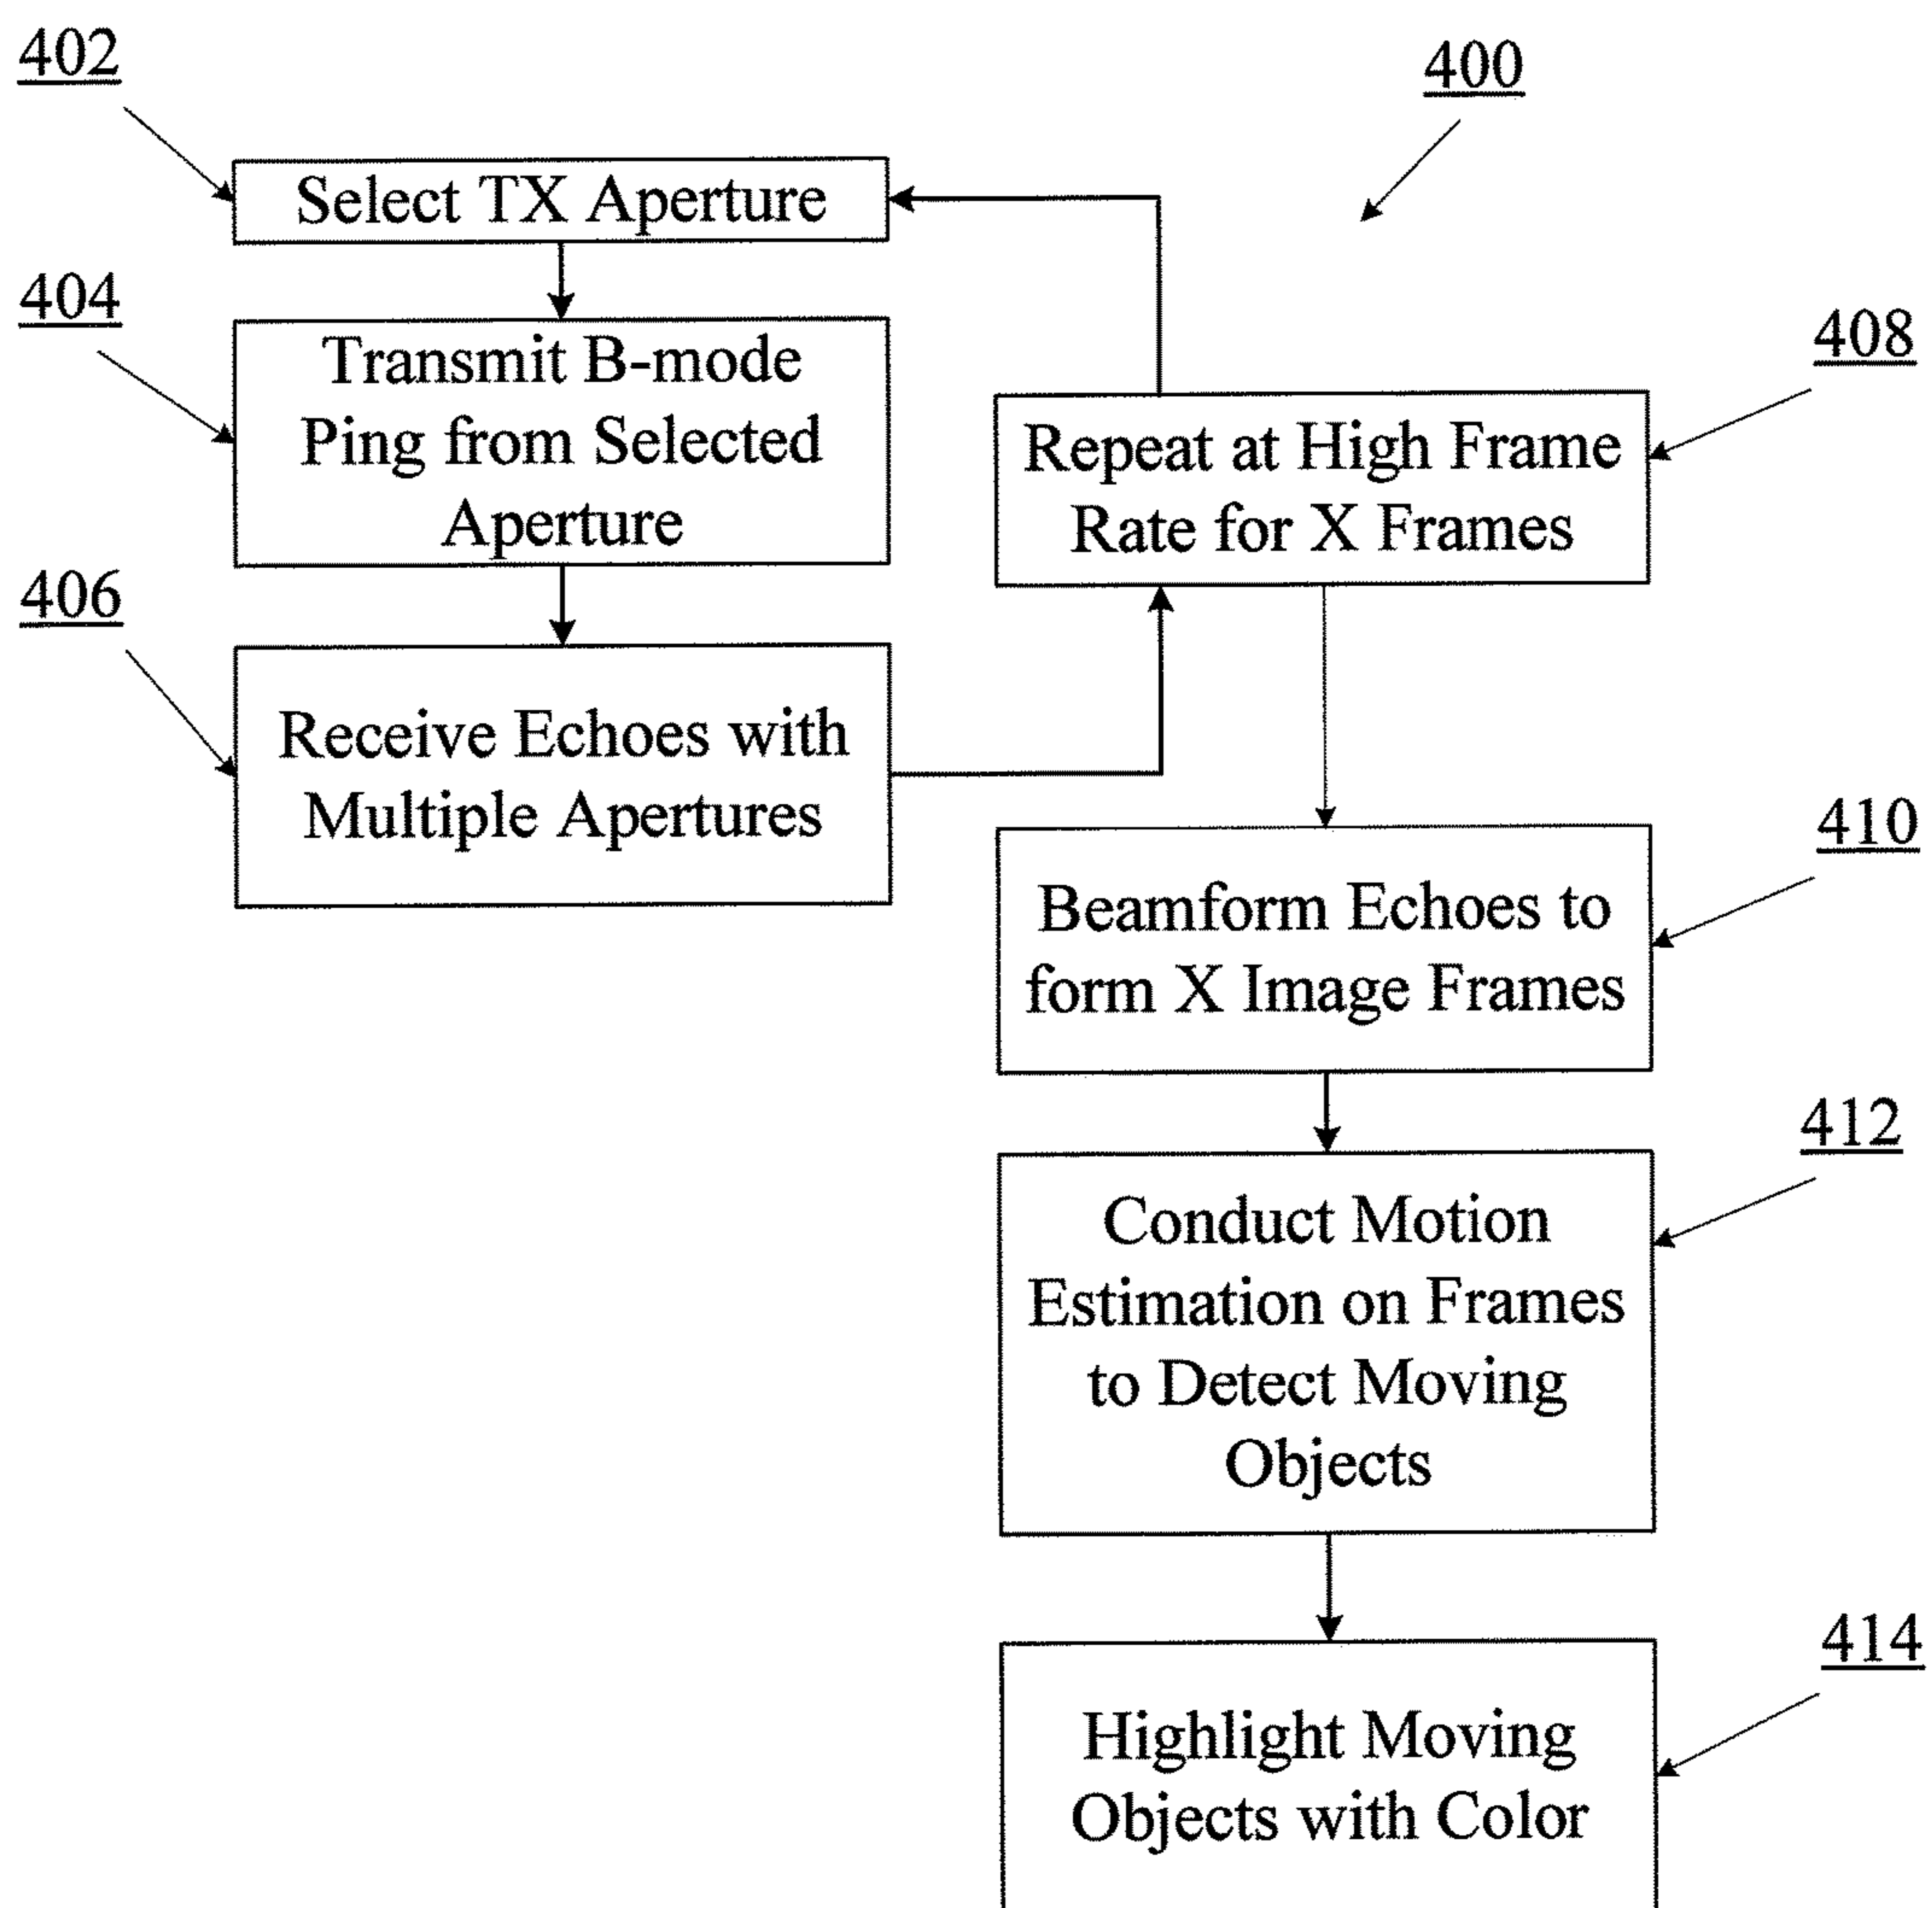 402
400
Select TX Aperture
404
Transmit B-mode
Ping from Selected
Aperture
408
Repeat at High Frame
Rate for X Frames
406
Receive Echoes with
Multiple Apertures
410
Beamform Echoes to
form X Image Frames
412
Conduct Motion
Estimation on Frames
to Detect Moving
Objects
414
Highlight Moving
Objects with Color